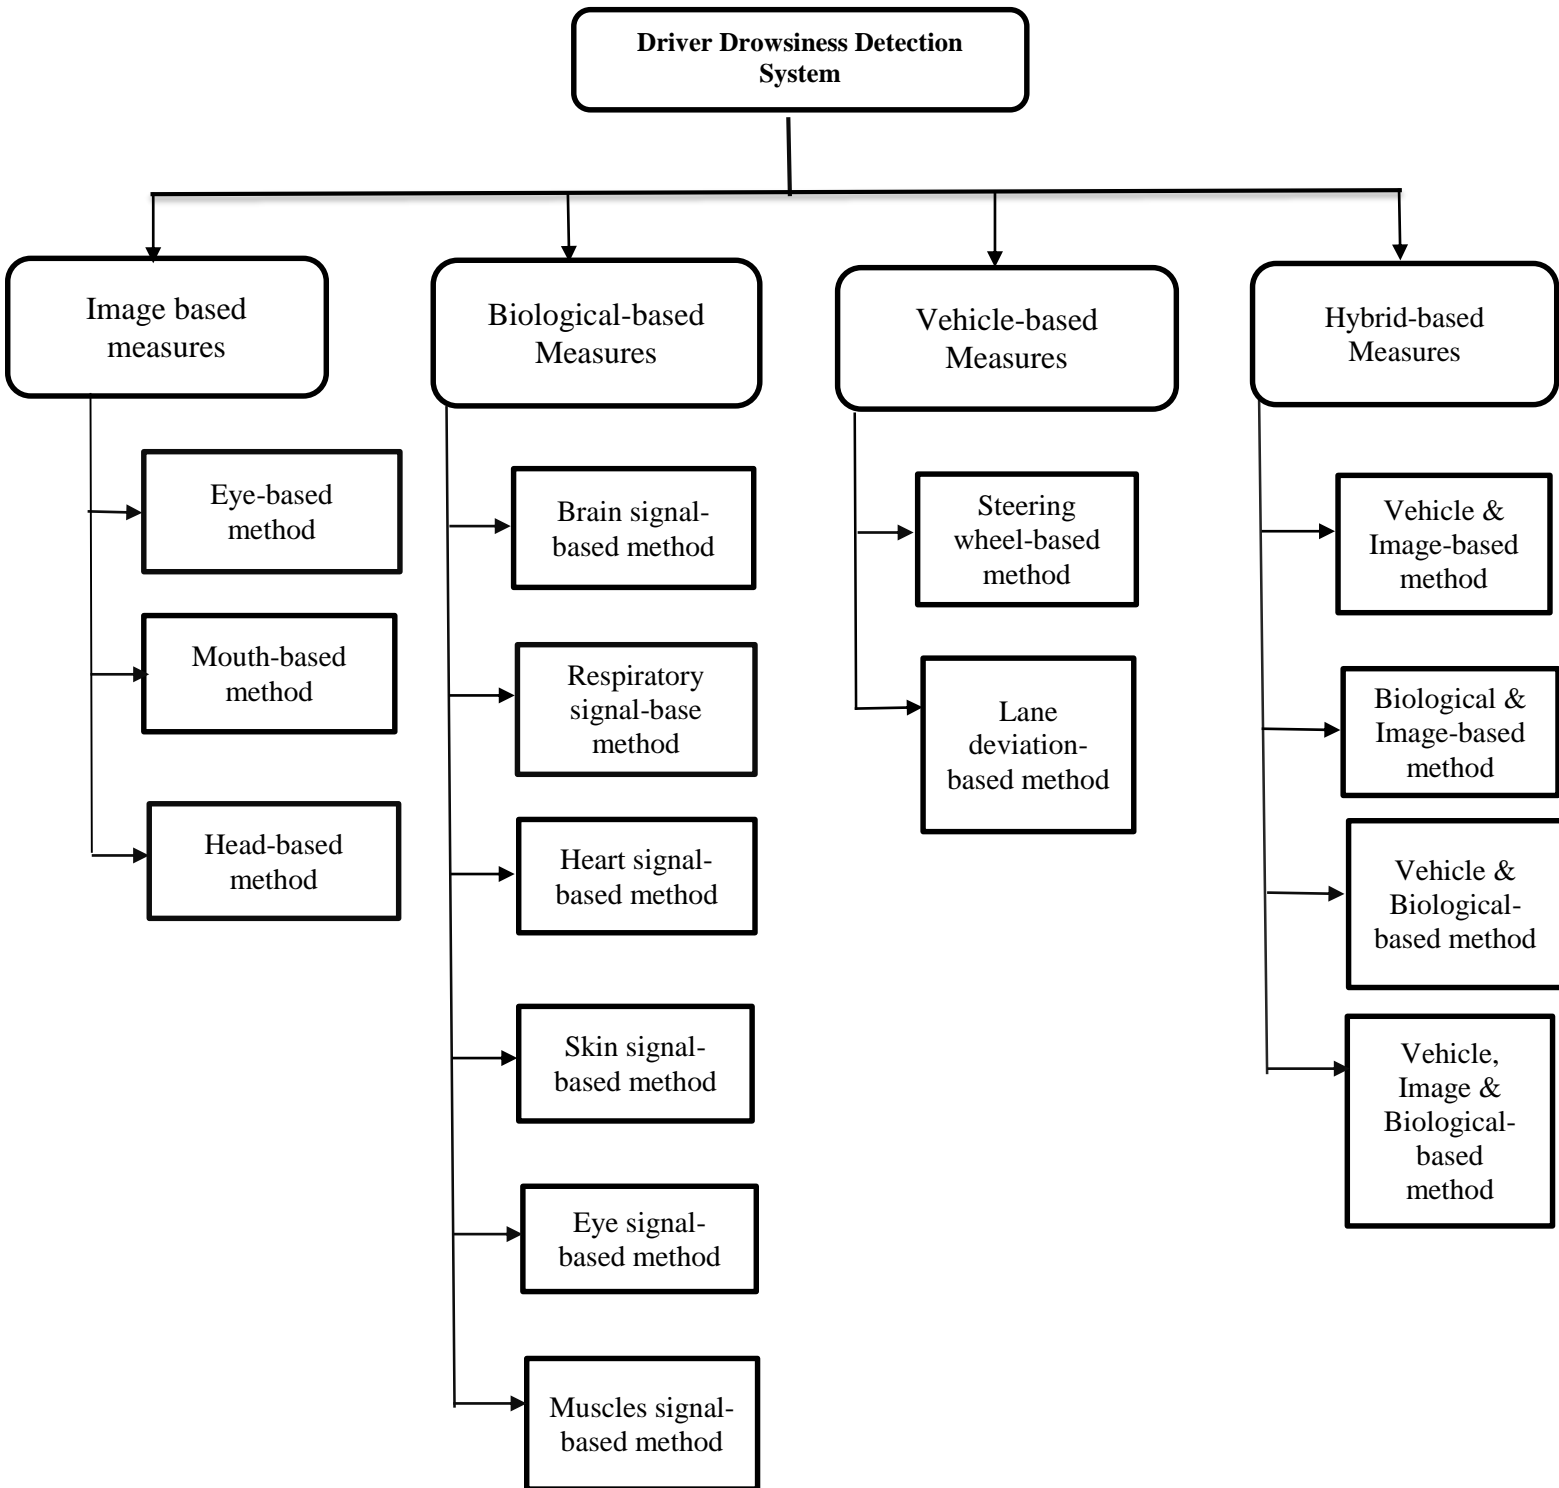 Driver Drowsiness Detection
System
Image based
measures
Eye-based
method
Mouth-based
method
Head-based
method
Biological-based
Measures
Brain signal-
based method
Respiratory
signal-base
method
Heart signal-
based method
Skin signal-
based method
Eye signal-
based method
Muscles signal-
based method
Vehicle-based
Measures
Steering
wheel-based
method
Lane
deviation-
based method
Hybrid-based
Measures
Vehicle &
Image-based
method
Biological &
Image-based
method
Vehicle &
Biological-
based method
Vehicle,
Image &
Biological-
based
method